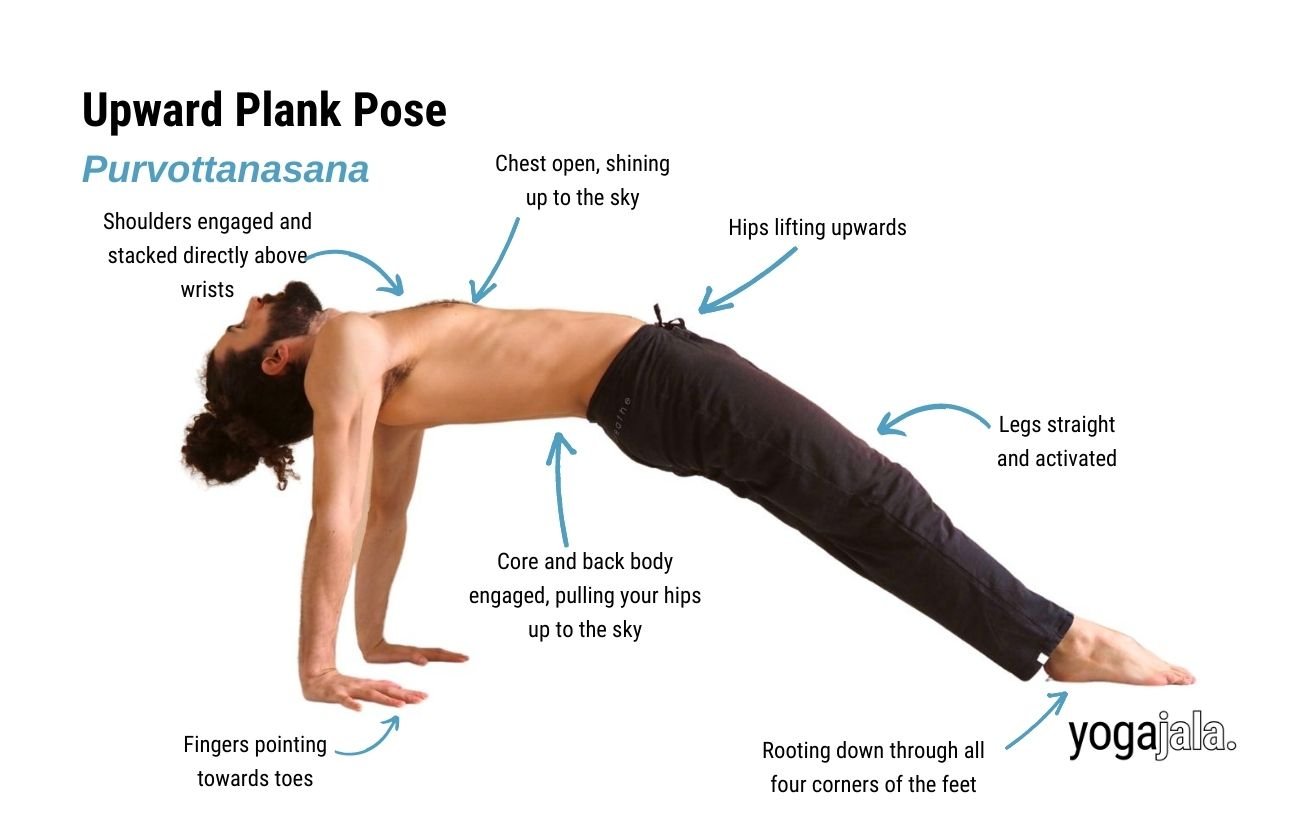 Upward Plank Pose
Purvottanasana
Shoulders engaged and
stacked directly above
wrists
Chest open, shining
up to the sky
Hips lifting upwards
Legs straight
and activated
Core and back body
engaged, pulling your hips
up to the sky
Fingers pointing
towards toes
Rooting down through all
four corners of the feet
yogajala.